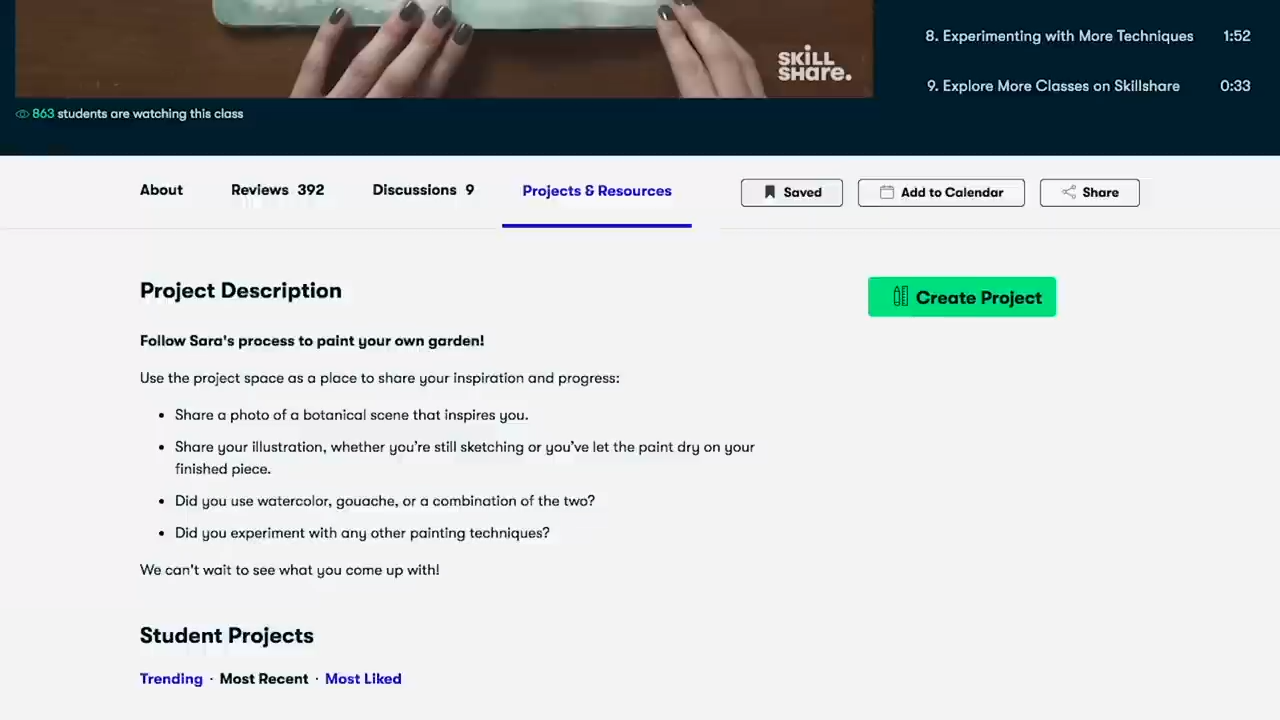 SKILL
SHARE.
8. Experimenting with More Techniques 1:52
9. Explore More Classes on Skillshare 0:33
863 students are watching this class
About Reviews 392 Discussions 9 Projects & Resources Saved Add to Calendar Share
Project Description
Create Project
Follow Sara's process to paint your own garden!
Use the project space as a place to share your inspiration and progress:
• Share a photo of a botanical scene that inspires you.
• Share your illustration, whether you're still sketching or you've let the paint dry on your
finished piece.
• Did you use watercolor, gouache, or a combination of the two?
• Did you experiment with any other painting techniques?
We can't wait to see what you come up with!
Student Projects
Trending · Most Recent · Most Liked